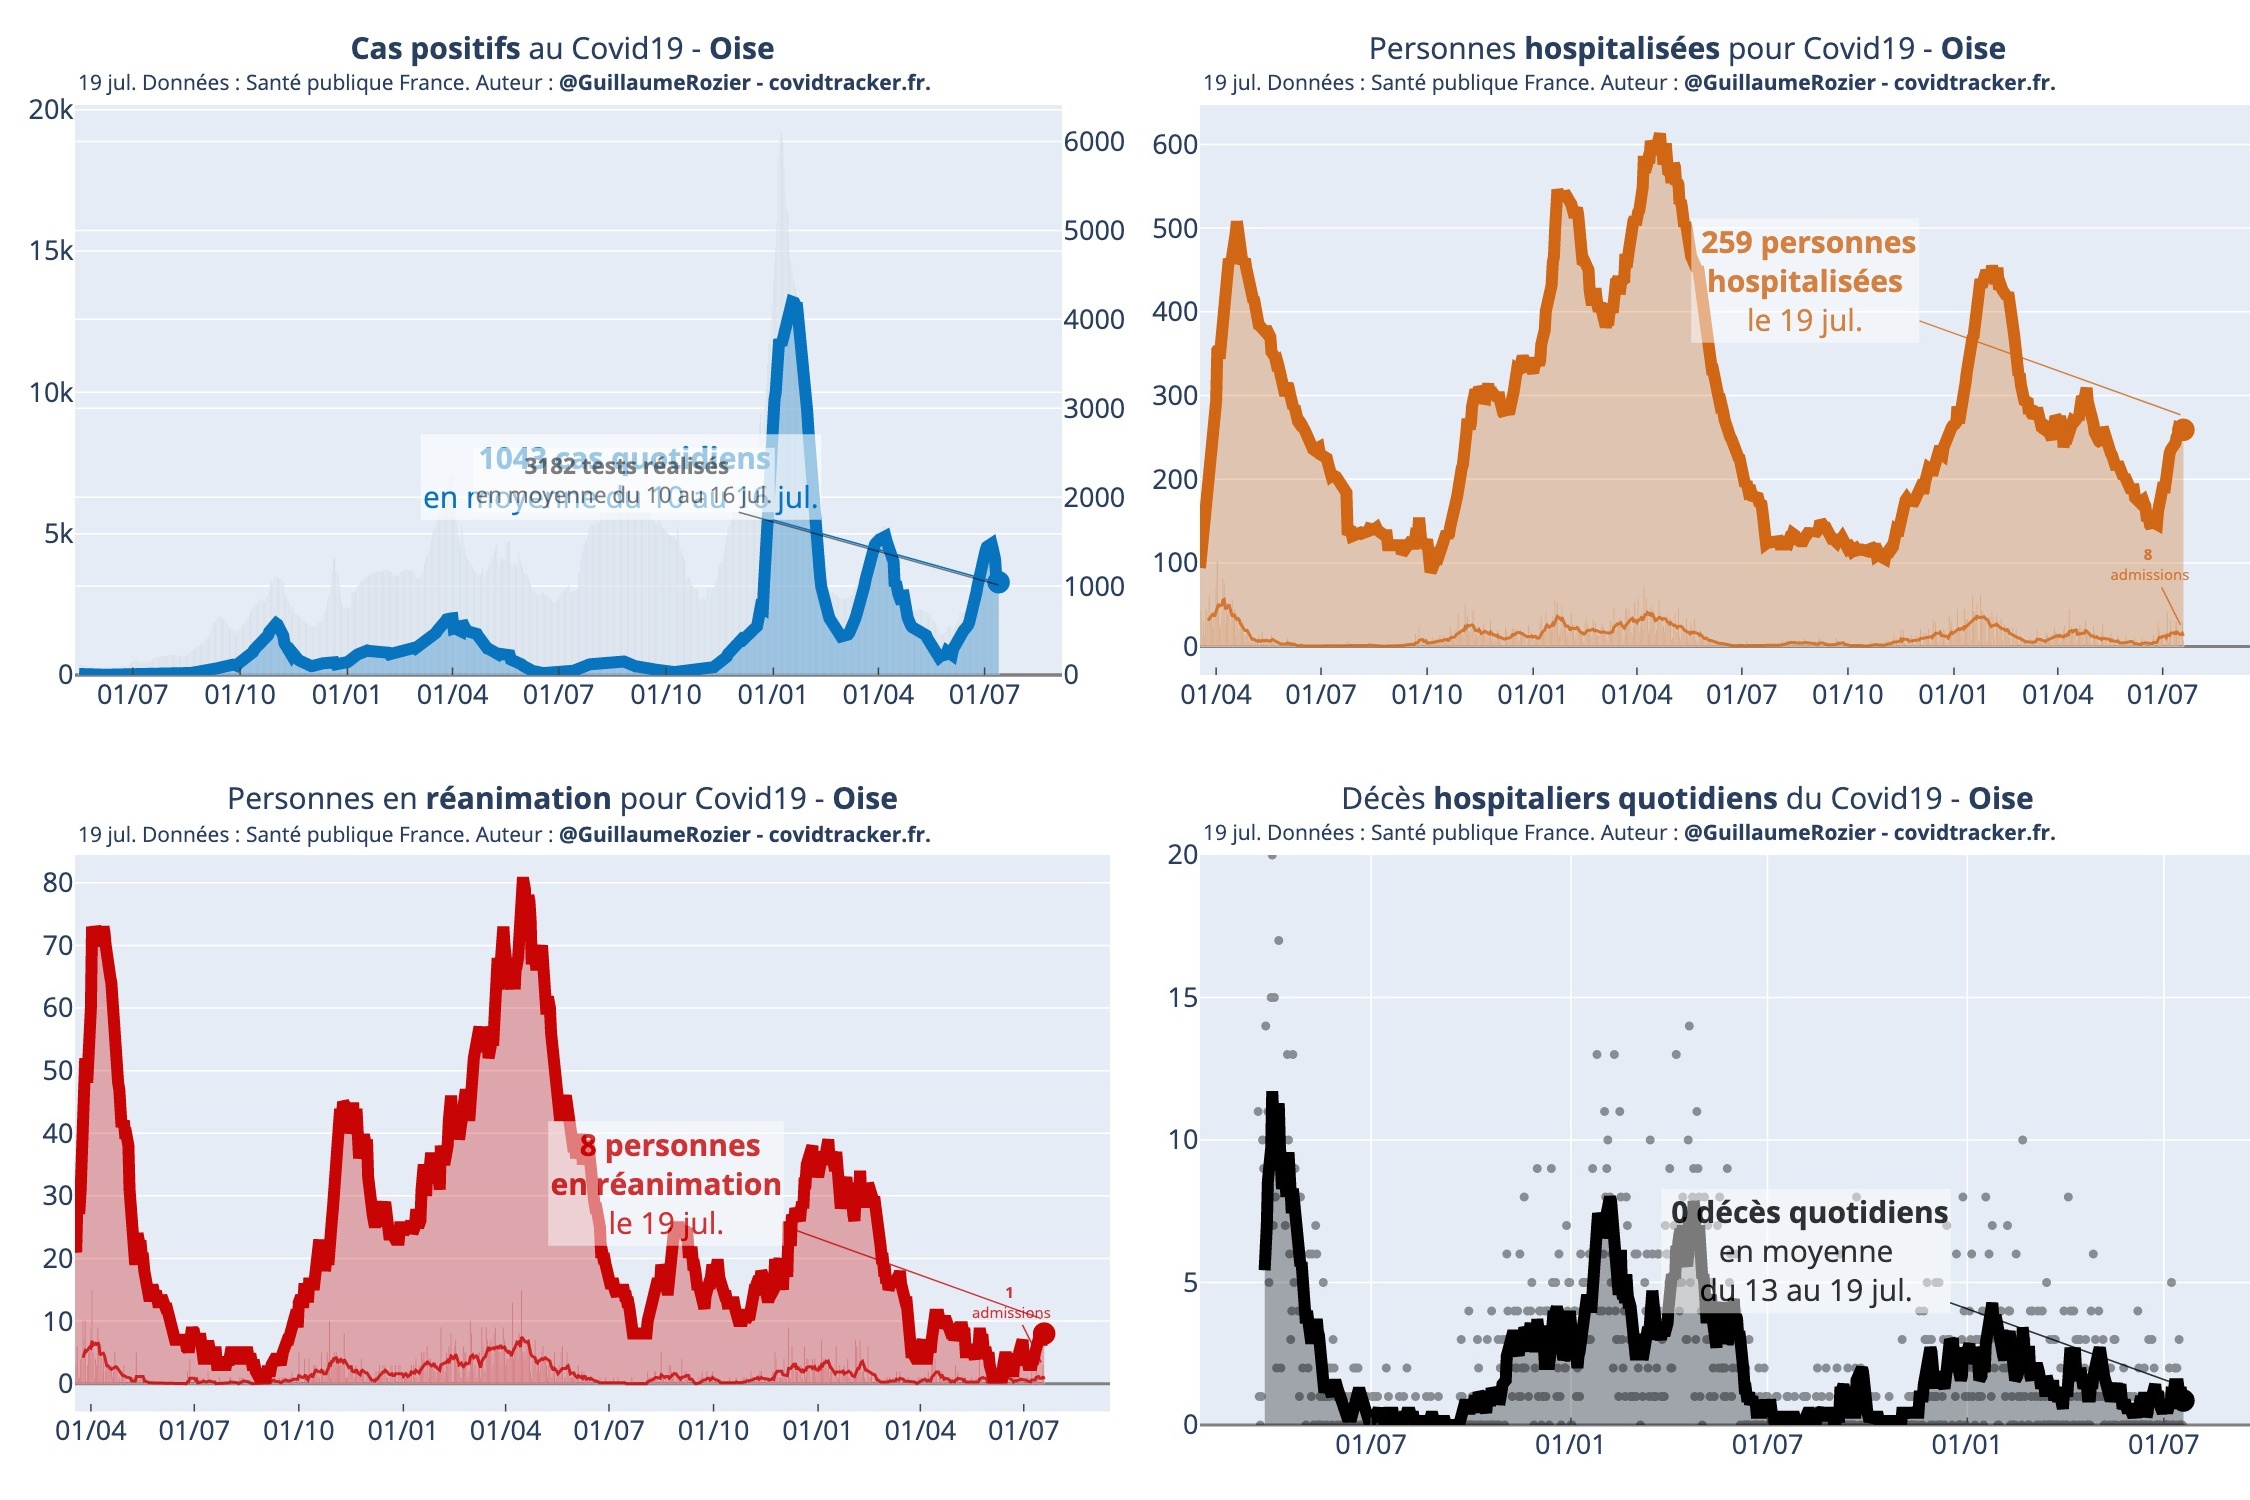 Cas positifs au Covid19 - Oise
19 jul. Données : Santé publique France. Auteur : @GuillaumeRozier - covidtracker.fr.
20k
15k
10k
5k
0
6000
5000
4000
3000
2000
1000
0
1043 cas quotidiens
en moyenne du 10 au 16 jul.
3182 tests réalisés
en moyenne du 10 au 16 jul.
01/07 01/10 01/01 01/04 01/07 01/10 01/01 01/04 01/07
Personnes hospitalisées pour Covid19 - Oise
19 jul. Données : Santé publique France. Auteur : @GuillaumeRozier - covidtracker.fr.
600
500
400
300
200
100
0
259 personnes
hospitalisées
le 19 jul.
8
admissions
01/04 01/07 01/10 01/01 01/04 01/07 01/10 01/01 01/04 01/07
Personnes en réanimation pour Covid19 - Oise
19 jul. Données : Santé publique France. Auteur : @GuillaumeRozier - covidtracker.fr.
80
70
60
50
40
30
20
10
0
8 personnes
en réanimation
le 19 jul.
1
admissions
01/04 01/07 01/10 01/01 01/04 01/07 01/10 01/01 01/04 01/07
Décès hospitaliers quotidiens du Covid19 - Oise
19 jul. Données : Santé publique France. Auteur : @GuillaumeRozier - covidtracker.fr.
20
15
10
5
0
0 décès quotidiens
en moyenne
du 13 au 19 jul.
01/07 01/01 01/07 01/01 01/07